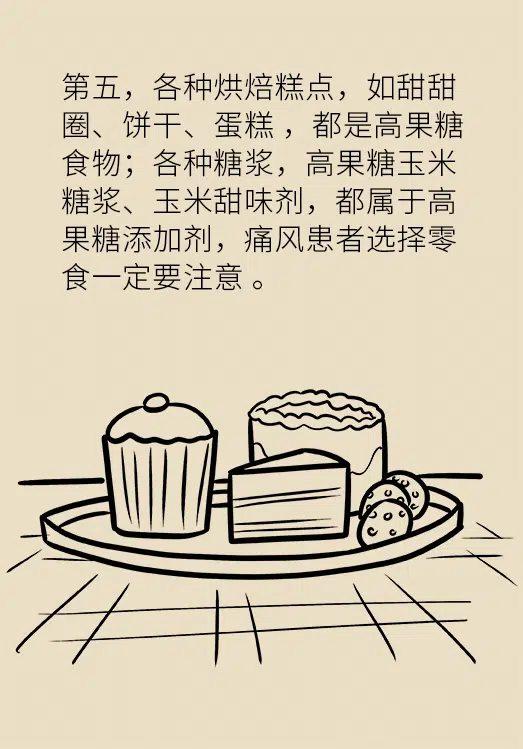 第五，各种烘焙糕点，如甜甜
圈、饼干、蛋糕，都是高果糖
食物；各种糖浆，高果糖玉米
糖浆、玉米甜味剂，都属于高
果糖添加剂，痛风患者选择零
食一定要注意。